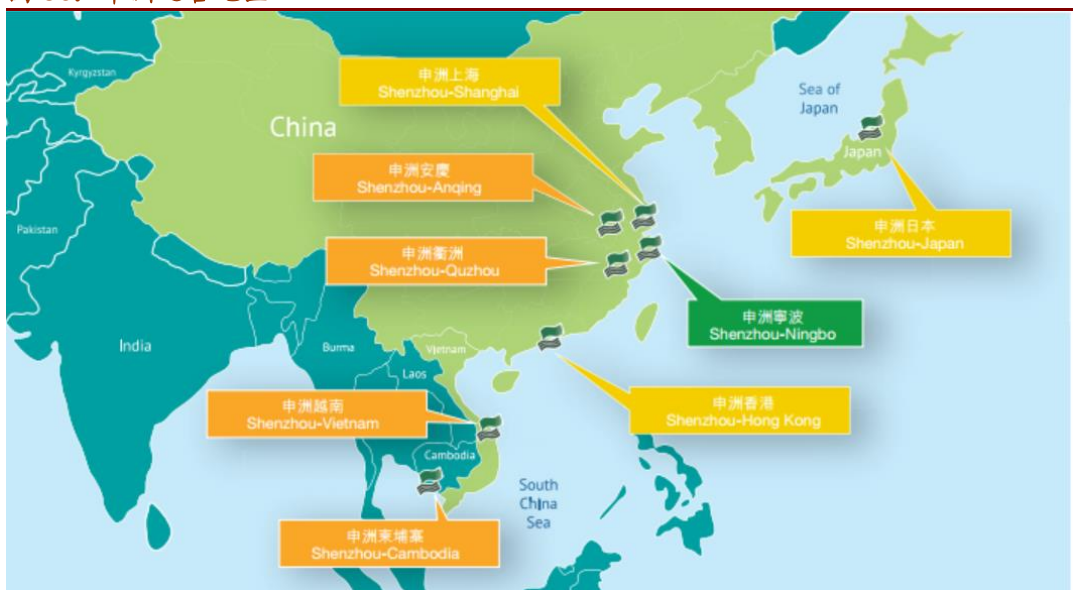 Kyrgyzstan
申洲上海
Shenzhou-Shanghai
Sea of
Japan
China
Japan
申洲安慶
Shenzhou-Anqing
Pakistan
申洲日本
Shenzhou-Japan
申洲衢洲
Shenzhou-Quzhou
申洲寧波
Shenzhou-Ningbo
India
Burma
Vietnam
Laos
申洲越南
Shenzhou-Vietnam
申洲香港
Shenzhou-Hong Kong
Cambodia
South
China
Sea
申洲柬埔寨
Shenzhou-Cambodia